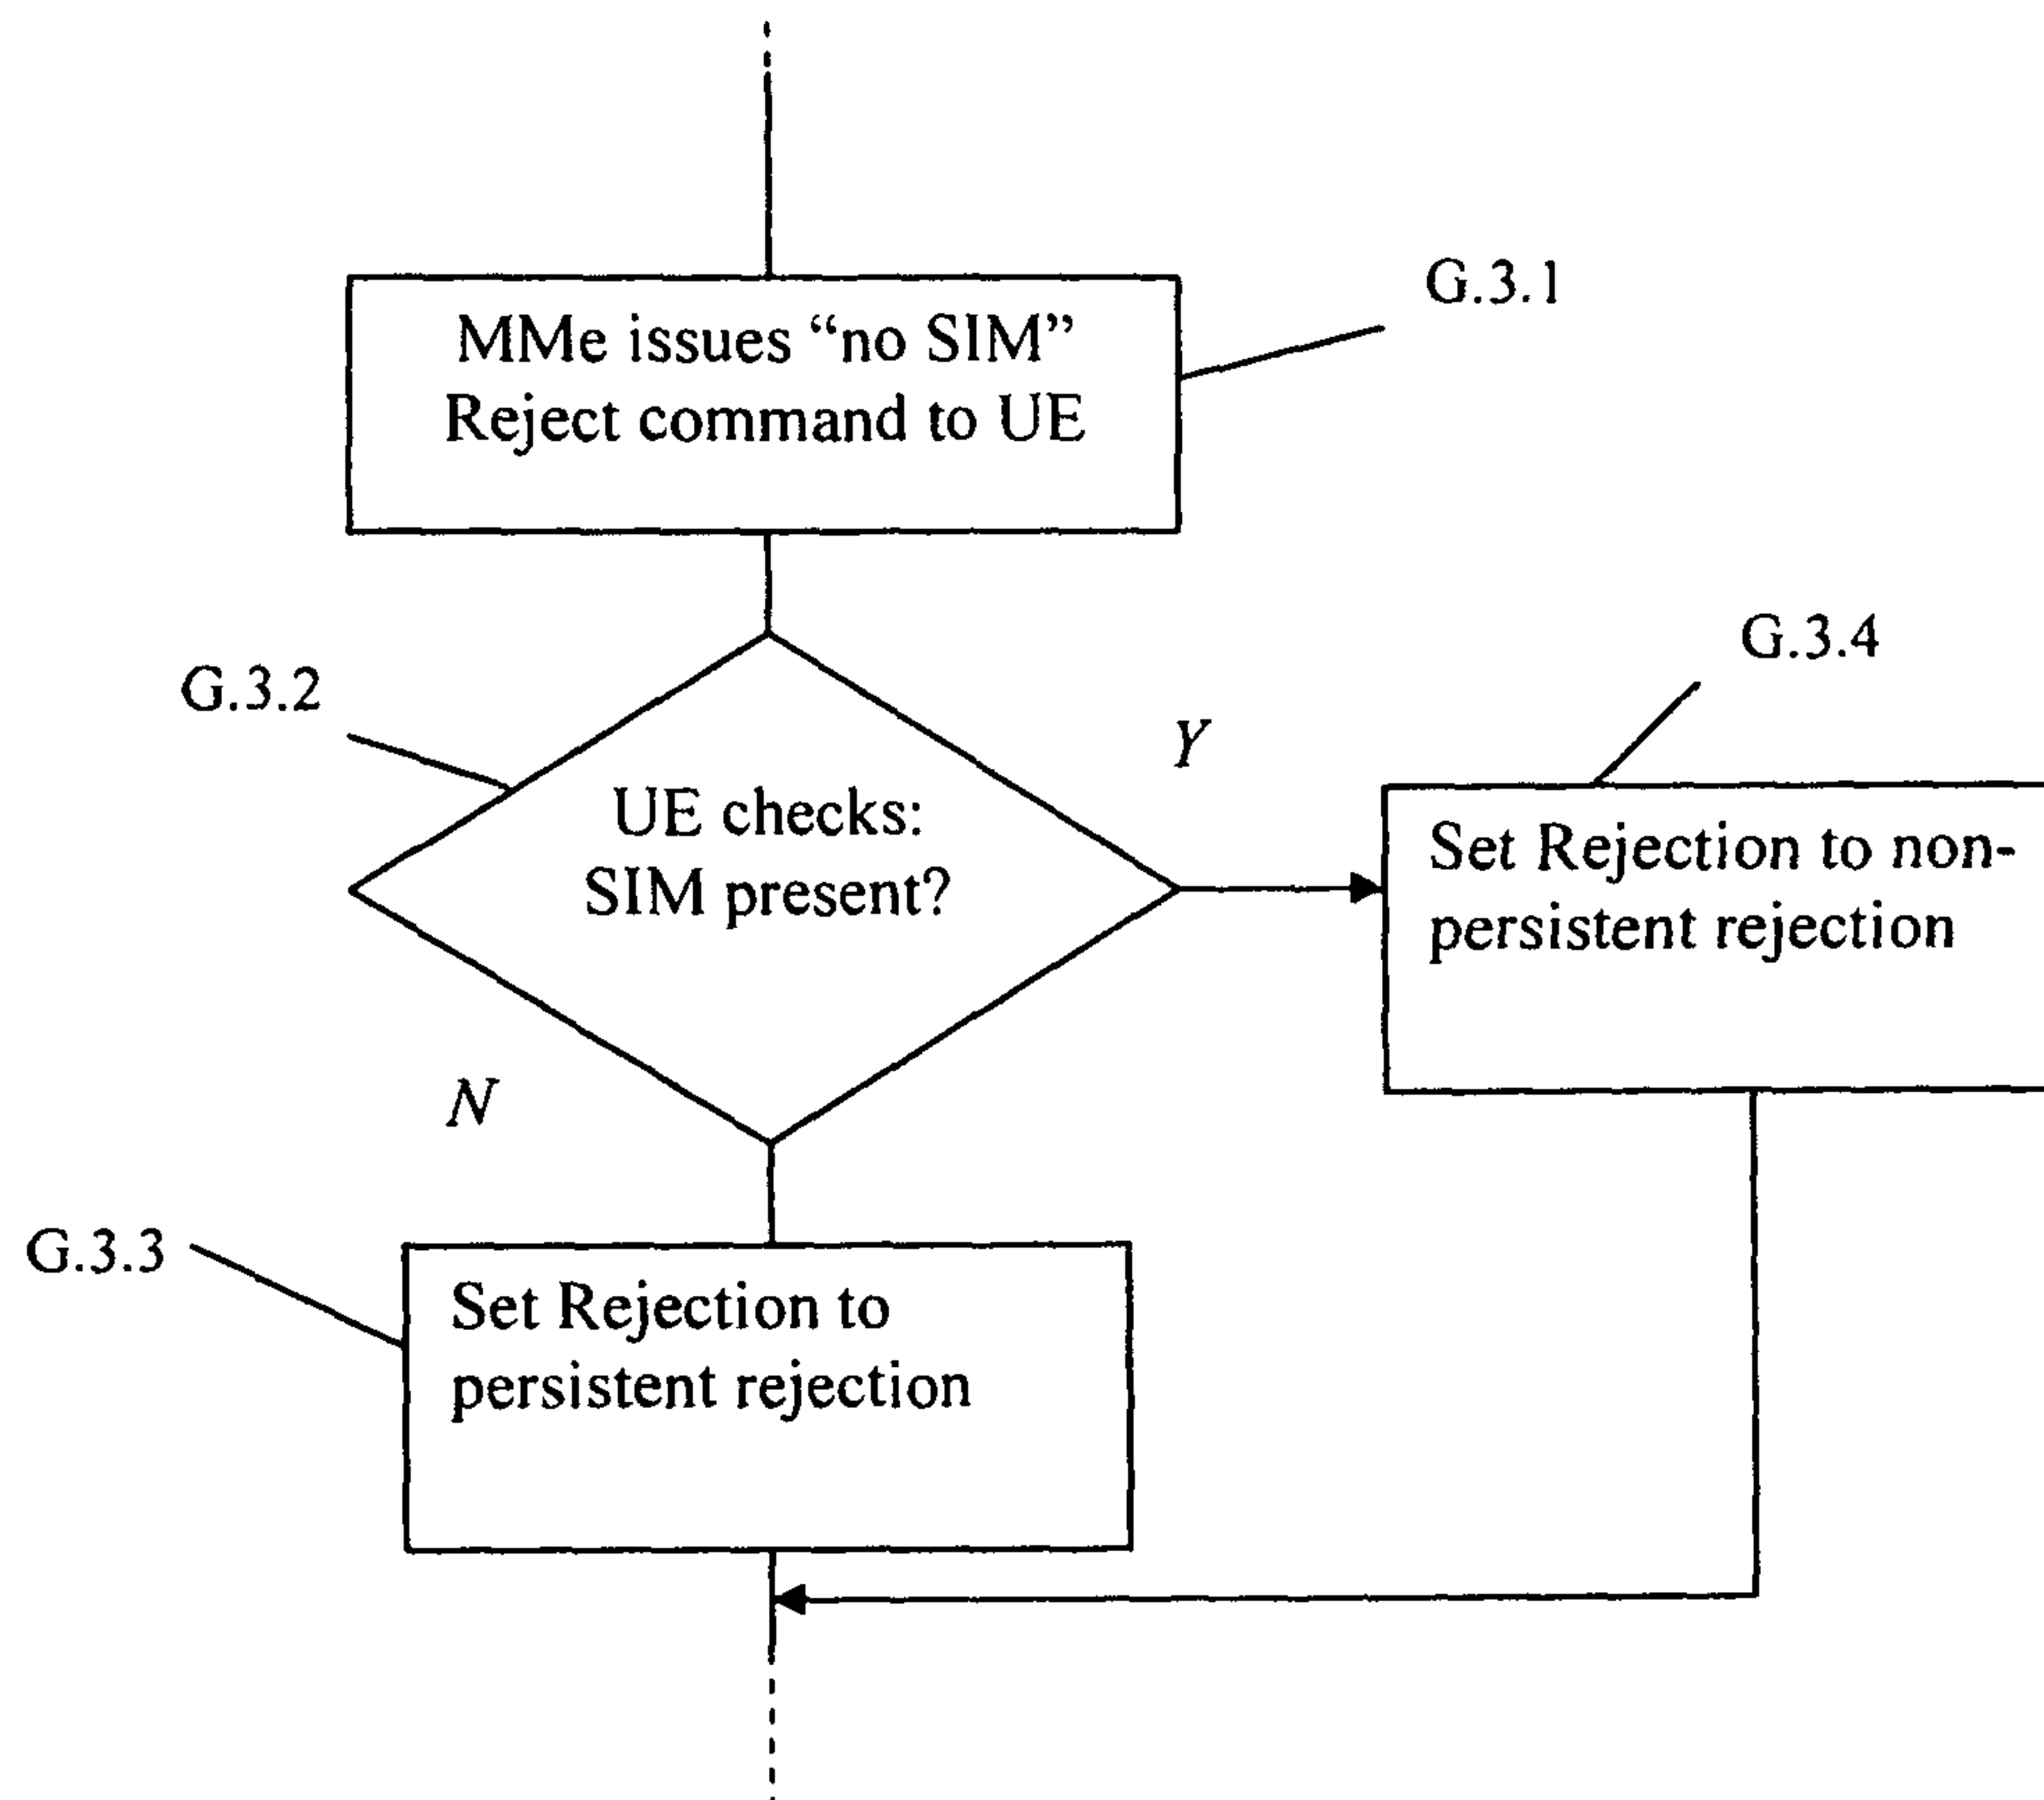 G.3.1
MMe issues “no SIM”
Reject command to UE
G.3.2
UE checks:
SIM present?
Y
N
G.3.4
Set Rejection to non-
persistent rejection
G.3.3
Set Rejection to
persistent rejection